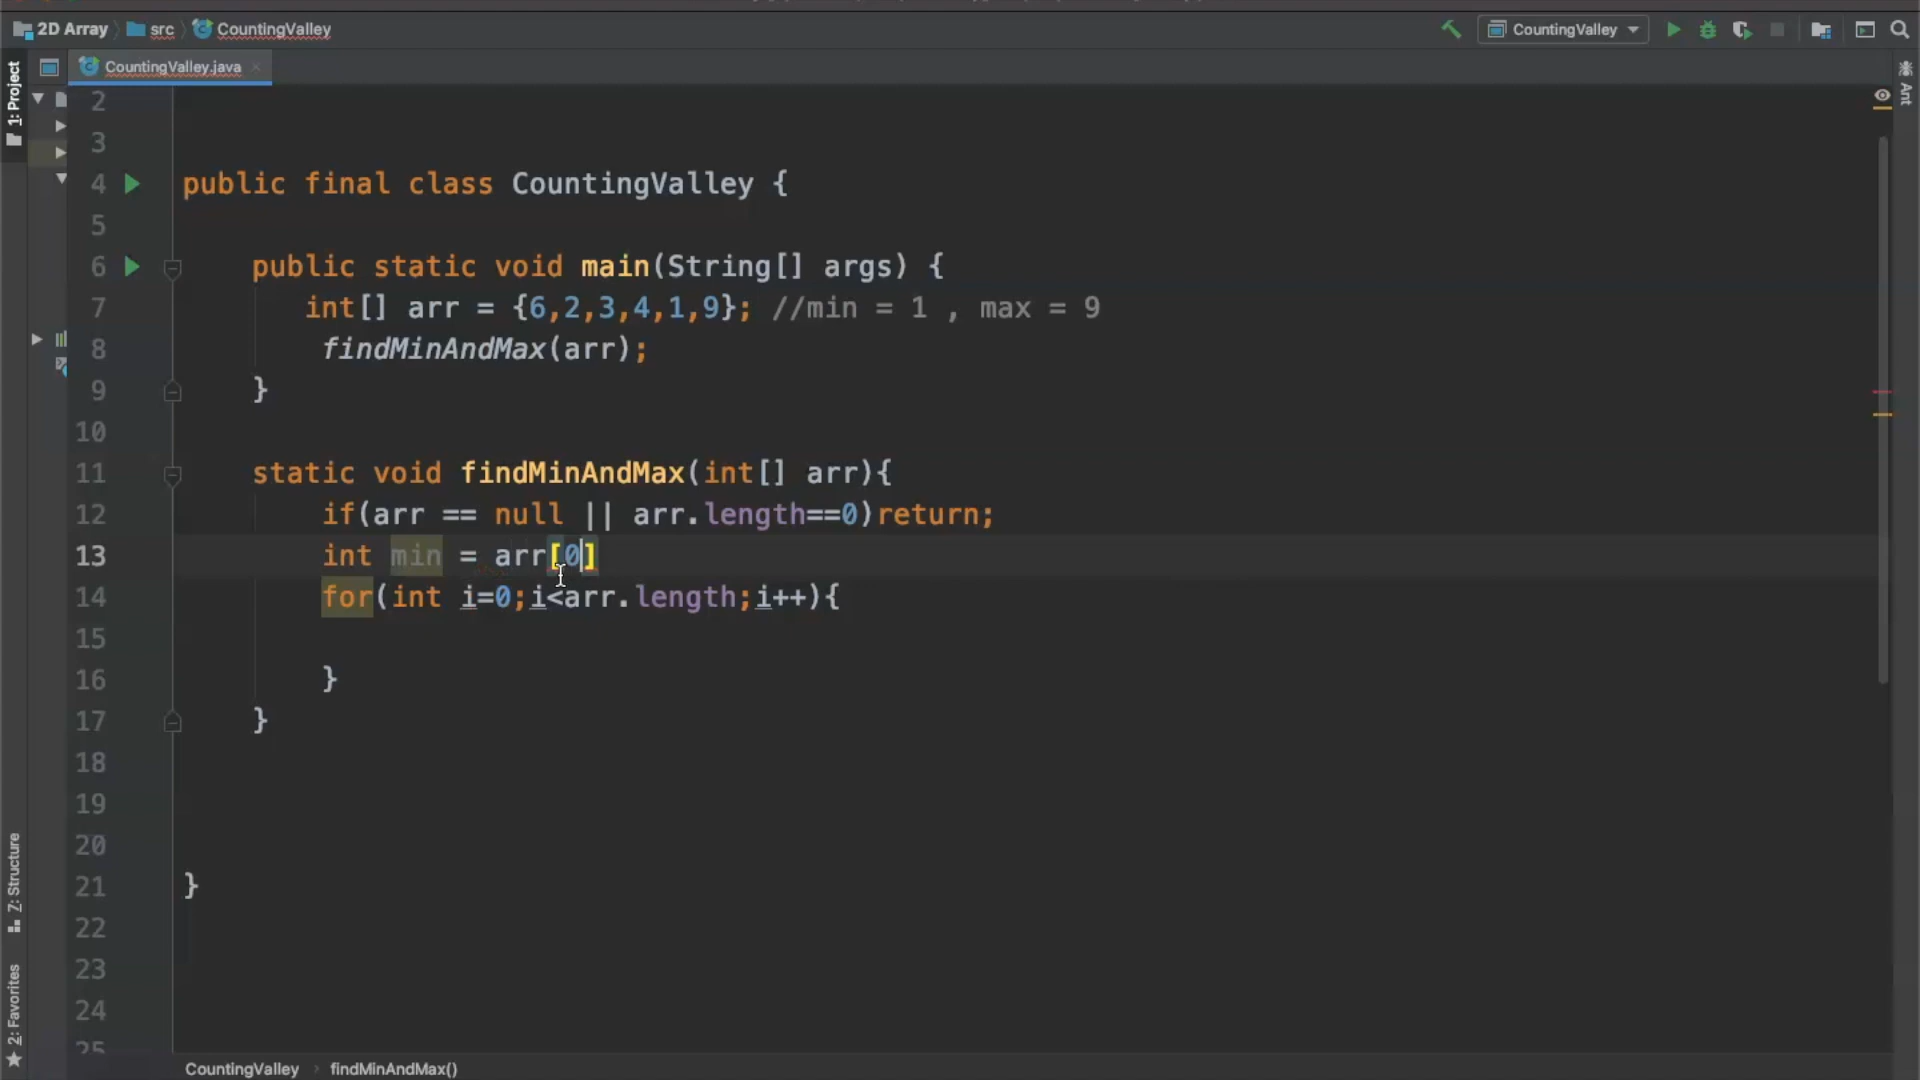 2D Array src CountingValley CountingValley
1: Project CountingValley.java Ant
2
3
4 public final class CountingValley {
5
6 public static void main(String[] args) {
7 int[] arr = {6,2,3,4,1,9}; //min = 1 , max = 9
8 findMinAndMax(arr);
9 }
10
11 static void findMinAndMax(int[] arr){
12 if(arr == null || arr.length==0)return;
13 int min = arr[0]
14 for(int i=0;i<arr.length;i++){
15
16 }
17 }
18
19
20
21 }
22
23
24
25
Z: Structure
2: Favorites
CountingValley findMinAndMax()